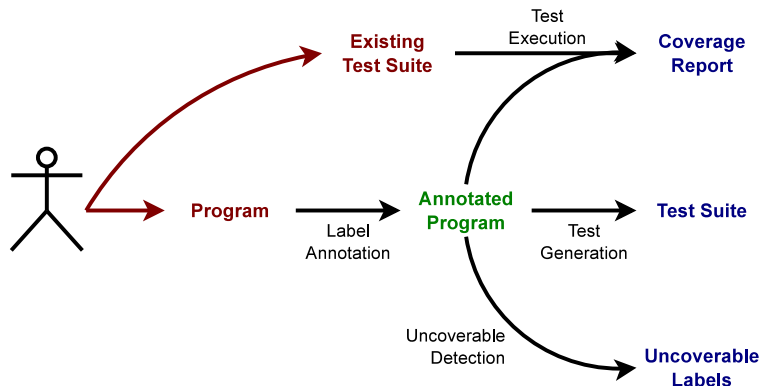 Test
Execution
Existing
Test Suite
Coverage
Report
Program
Label
Annotation
Annotated
Program
Test
Generation
Test Suite
Uncoverable
Detection
Uncoverable
Labels